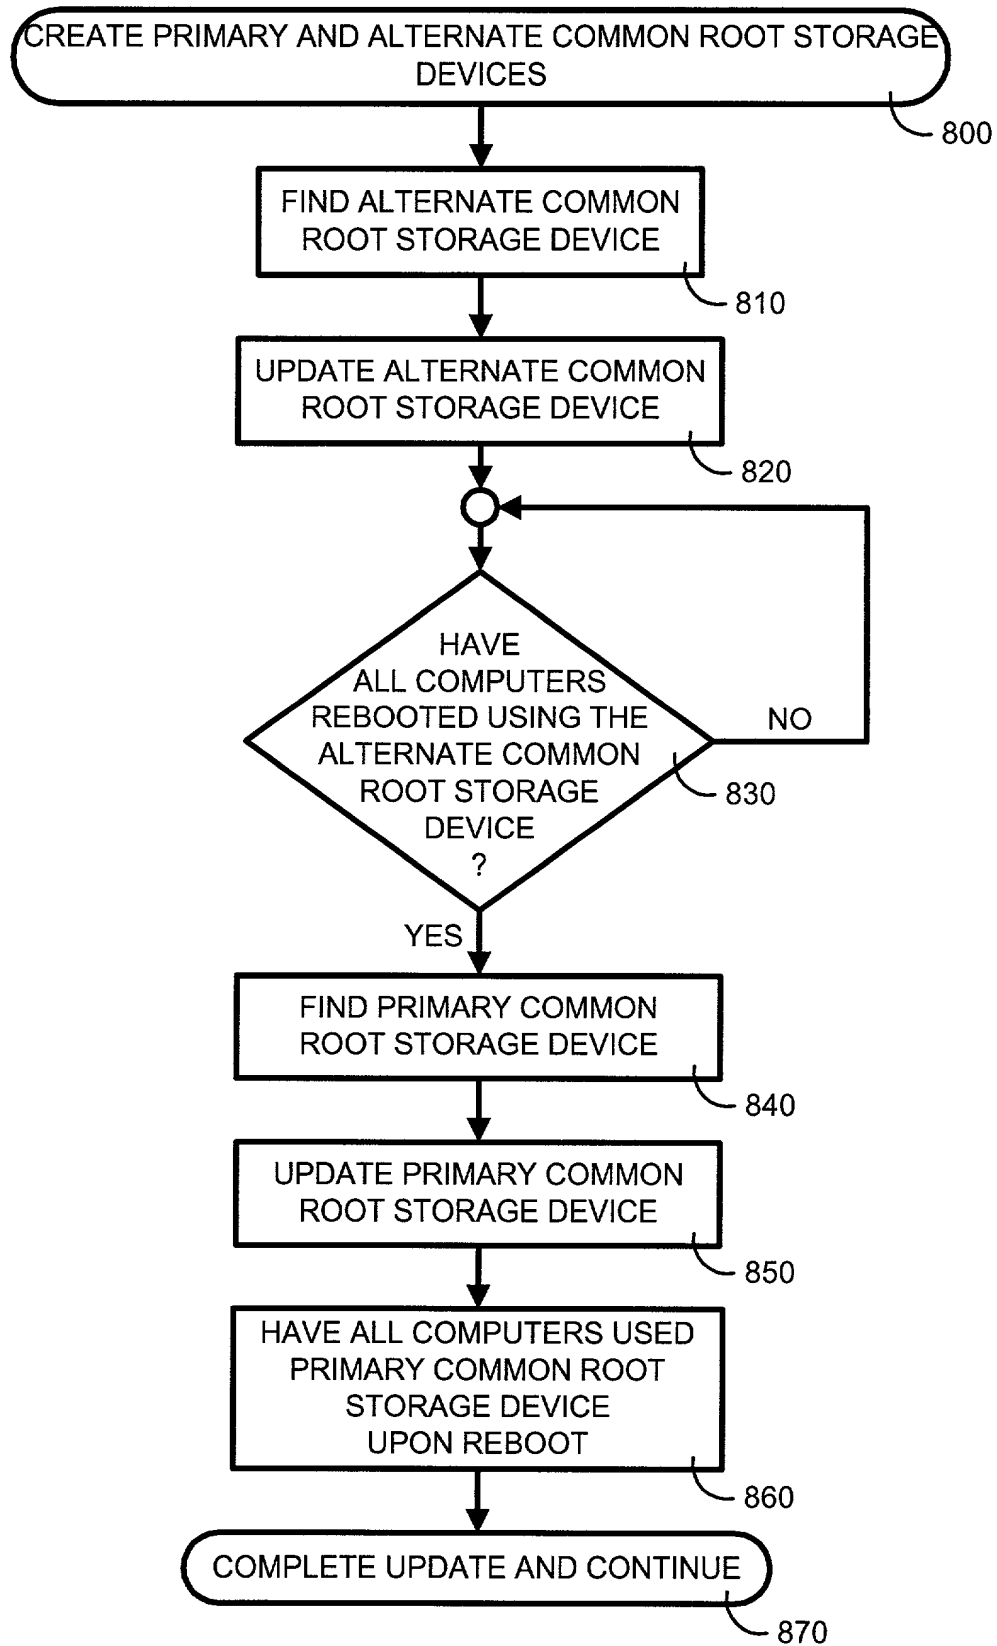 CREATE PRIMARY AND ALTERNATE COMMON ROOT STORAGE
DEVICES
800
FIND ALTERNATE COMMON
ROOT STORAGE DEVICE
810
UPDATE ALTERNATE COMMON
ROOT STORAGE DEVICE
820
HAVE
ALL COMPUTERS
REBOOTED USING THE
ALTERNATE COMMON
ROOT STORAGE
DEVICE
?
NO
830
YES
FIND PRIMARY COMMON
ROOT STORAGE DEVICE
840
UPDATE PRIMARY COMMON
ROOT STORAGE DEVICE
850
HAVE ALL COMPUTERS USED
PRIMARY COMMON ROOT
STORAGE DEVICE
UPON REBOOT
860
COMPLETE UPDATE AND CONTINUE
870